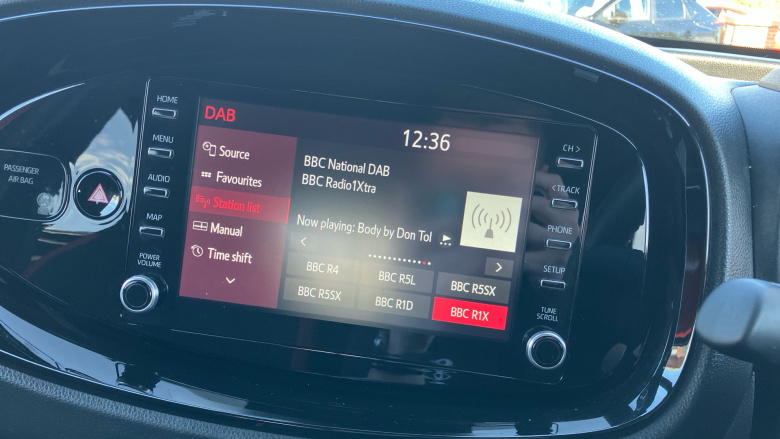 DAB
12:36
HOME
MENU
AUDIO
MAP
POWER
VOLUME
PASSENGER
AIR BAG
Source
Favourites
Station list
Manual
Time shift
BBC National DAB
BBC Radio1Xtra
Now playing: Body by Don Tol
BBC R4
BBC R5L
BBC R5SX
BBC R5SX
BBC R1D
BBC R1X
CH >
< TRACK
PHONE
SETUP
TUNE
SCROLL